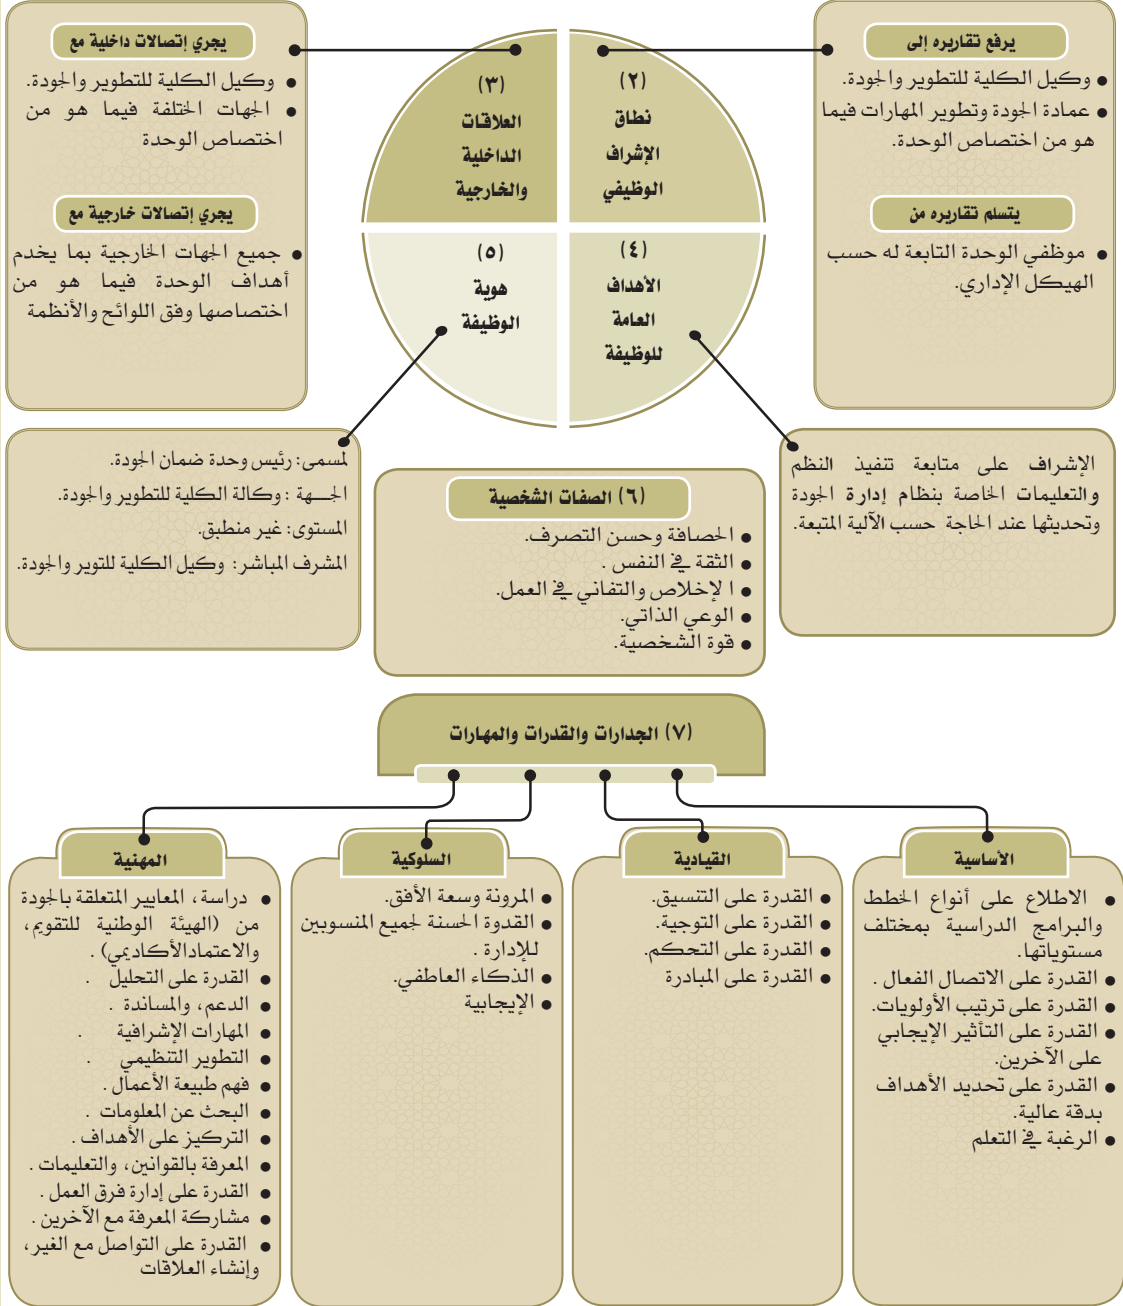 يرفع تقاريره إلى
● وكيل الكلية للتطوير والجودة.
● عمادة الجودة وتطوير المهارات فيما
هو من اختصاص الوحدة.
يتسلم تقاريره من
● موظفي الوحدة التابعة له حسب
الهيكل الإداري.
(٢)
نطاق
الإشراف
الوظيفي
(٣)
العلاقات
الداخلية
والخارجية
يجري إتصالات داخلية مع
● وكيل الكلية للتطوير والجودة.
● الجهات الختلفة فيما هو من
اختصاص الوحدة
يجري إتصالات خارجية مع
● جميع الجهات الخارجية بما يخدم
أهداف الوحدة فيما هو من
اختصاصها وفق اللوائح والأنظمة
(٤)
الأهداف
العامة
للوظيفة
(٥)
هوية
الوظيفة
الإشراف على متابعة تنفيذ النظم
والتعليمات الخاصة بنظام إدارة الجودة
وتحديثها عند الحاجة حسب الآلية المتبعة.
لمسمى: رئيس وحدة ضمان الجودة.
الجـــهة : وكالة الكلية للتطوير والجودة.
المستوى: غير منطبق.
المشرف المباشر: وكيل الكلية للتوير والجودة.
(٦) الصفات الشخصية
● الحصافة وحسن التصرف.
● الثقة في النفس .
● ا لإخلاص والتفاني في العمل.
● الوعي الذاتي.
● قوة الشخصية.
(٧) الجدارات والقدرات والمهارات
الأساسية
● الاطلاع على أنواع الخطط
والبرامج الدراسية بمختلف
مستوياتها.
● القدرة على الاتصال الفعال .
● القدرة على ترتيب الأولويات.
● القدرة على التأثير الإيجابي
على الآخرين.
● القدرة على تحديد الأهداف
بدقة عالية.
● الرغبة في التعلم
القيادية
● القدرة على التنسيق.
● القدرة على التوجية.
● القدرة على التحكم.
● القدرة على المبادرة
السلوكية
● المرونة وسعة الأفق.
● القدوة الحسنة لجميع المنسوبين
للإدارة .
● الذكاء العاطفي.
● الإيجابية
المهنية
● دراسة، المعايير المتعلقة بالجودة
من (الهيئة الوطنية للتقويم،
والاعتمادالأكاديمي) .
● القدرة على التحليل .
● الدعم، والمساندة .
● المهارات الإشرافية .
● التطوير التنظيمي .
● فهم طبيعة الأعمال .
● البحث عن المعلومات .
● التركيز على الأهداف .
● المعرفة بالقوانين، والتعليمات .
● القدرة على إدارة فرق العمل .
● مشاركة المعرفة مع الآخرين .
● القدرة على التواصل مع الغير،
وإنشاء العلاقات